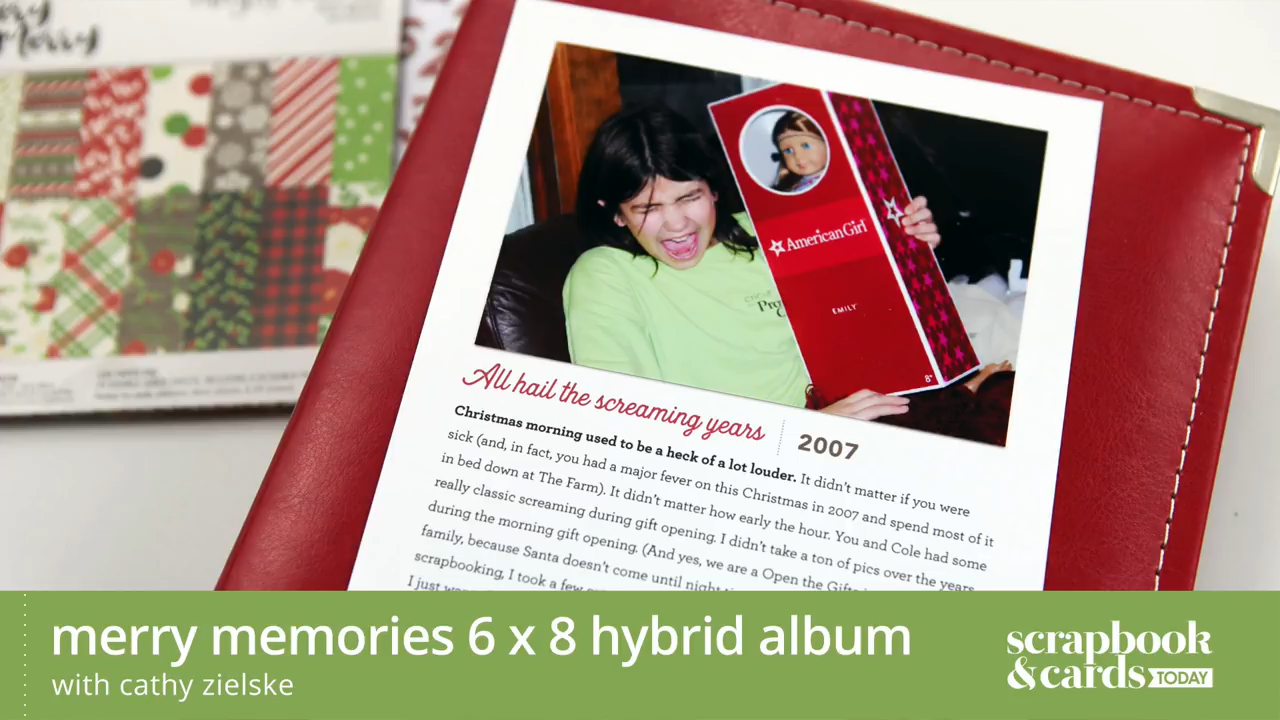 Merry
AmericanGirl
EMILY
8+
All hail the screaming years
2007
Christmas morning used to be a heck of a lot louder. It didn't matter if you were
sick (and, in fact, you had a major fever on this Christmas in 2007 and spend most of it
in bed down at The Farm). It didn't matter how early the hour. You and Cole had some
really classic screaming during gift opening. I didn't take a ton of pics over the years
during the morning gift opening. (And yes, we are a Open the Gifts
family, because Santa doesn't come until night
scrapbooking, I took a few
I just
merry memories 6 x 8 hybrid album
with cathy zielske
scrapbook
&cards
TODAY